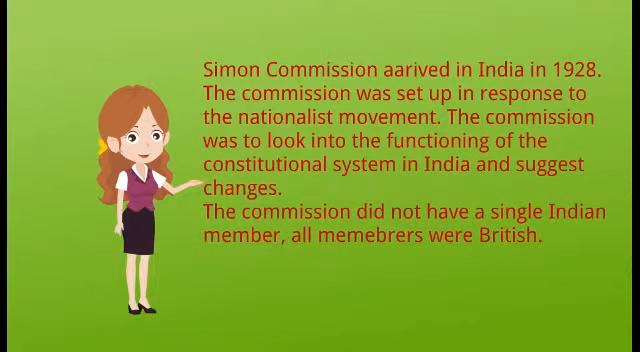 Simon Commission aarived in India in 1928.
The commission was set up in response to
the nationalist movement. The commission
was to look into the functioning of the
constitutional system in India and suggest
changes.
The commission did not have a single Indian
member, all memebrers were British.